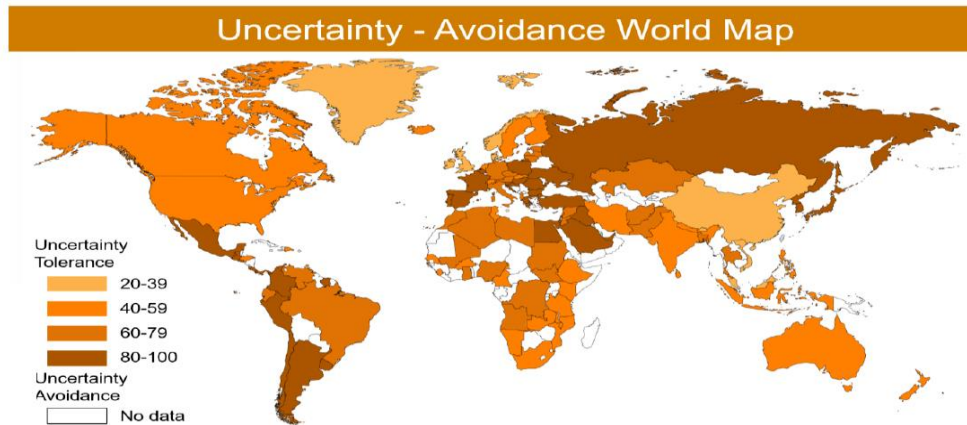 Uncertainty - Avoidance World Map
Uncertainty
Tolerance
20-39
40-59
60-79
80-100
Uncertainty
Avoidance
No data